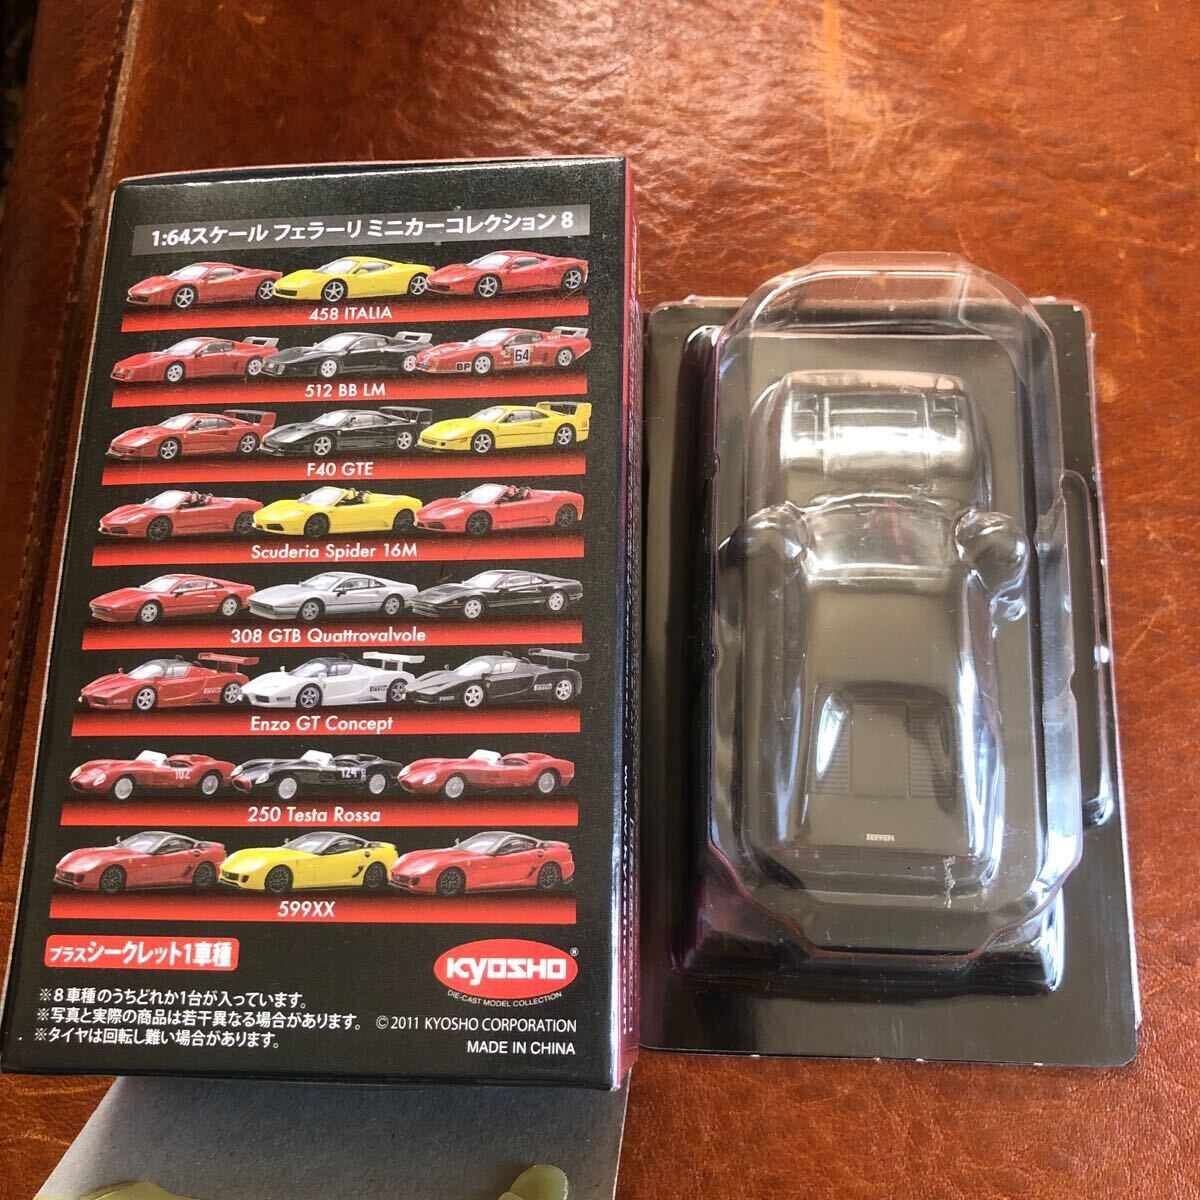 1:64スケール フェラーリ ミニカーコレクション 8
458 ITALIA
64
BP
512 BB LM
F40 GTE
Scuderia Spider 16M
308 GTB Quattrovalvole
Enzo GT Concept
102
124
250 Testa Rossa
599XX
プラスシークレット1車種
KYOSHO®
DIE-CAST MODEL COLLECTION
※8車種のうちどれか1台が入っています。
※写真と実際の商品は若干異なる場合があります。
※タイヤは回転し難い場合があります。
© 2011 KYOSHO CORPORATION
MADE IN CHINA
Ferrari